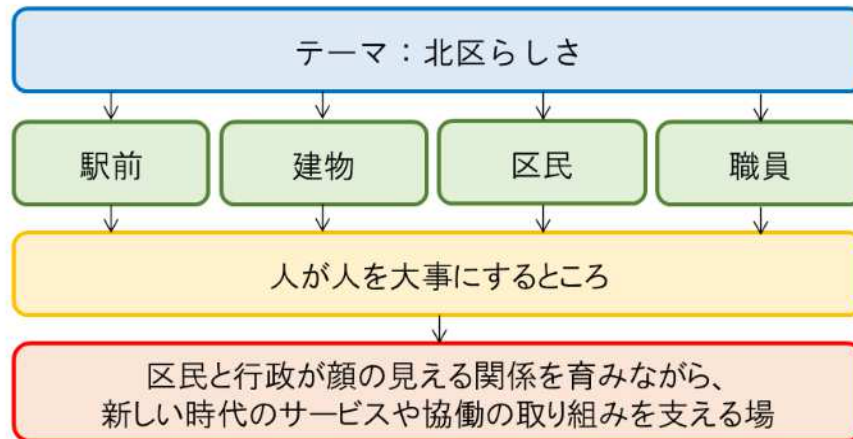 テーマ：北区らしさ
駅前
建物
区民
職員
人が人を大事にするところ
区民と行政が顔の見える関係を育みながら、
新しい時代のサービスや協働の取り組みを支える場